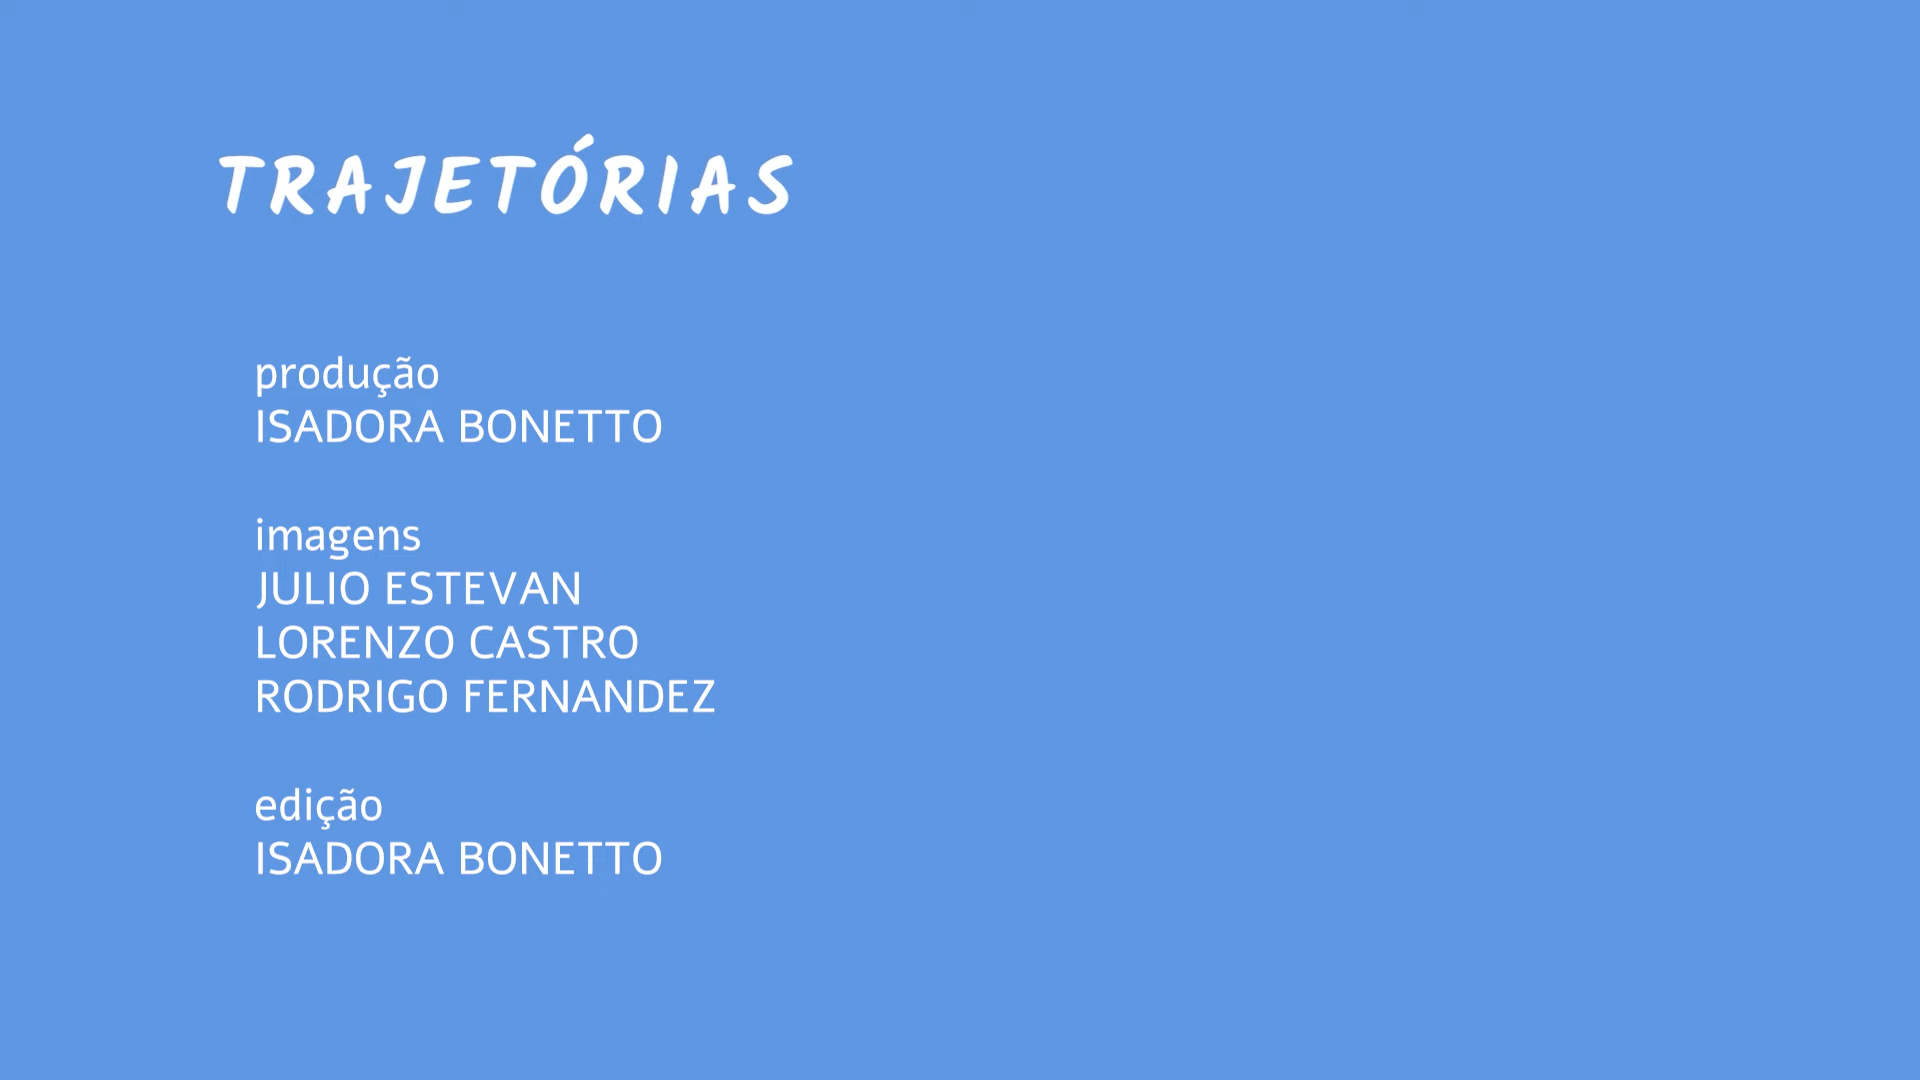 TRAJETÓRIAS
produção
ISADORA BONETTO
imagens
JULIO ESTEVAN
LORENZO CASTRO
RODRIGO FERNANDEZ
edição
ISADORA BONETTO